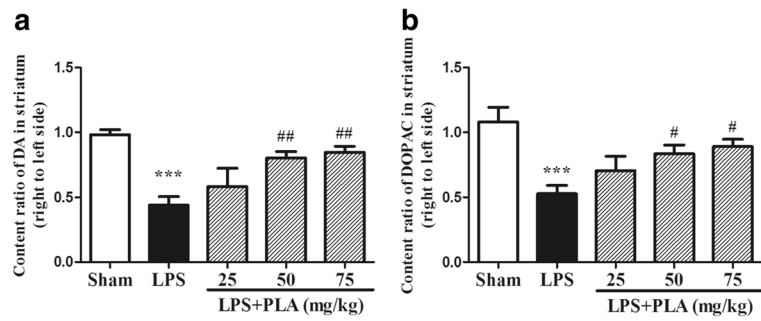 a
Content ratio of DA in striatum
(right to left side)
1.5
1.0
0.5
0.0
***
##
##
Sham LPS 25 50 75
LPS+PLA (mg/kg)
b
Content ratio of DOPAC in striatum
(right to left side)
1.5
1.0
0.5
0.0
***
#
#
Sham LPS 25 50 75
LPS+PLA (mg/kg)